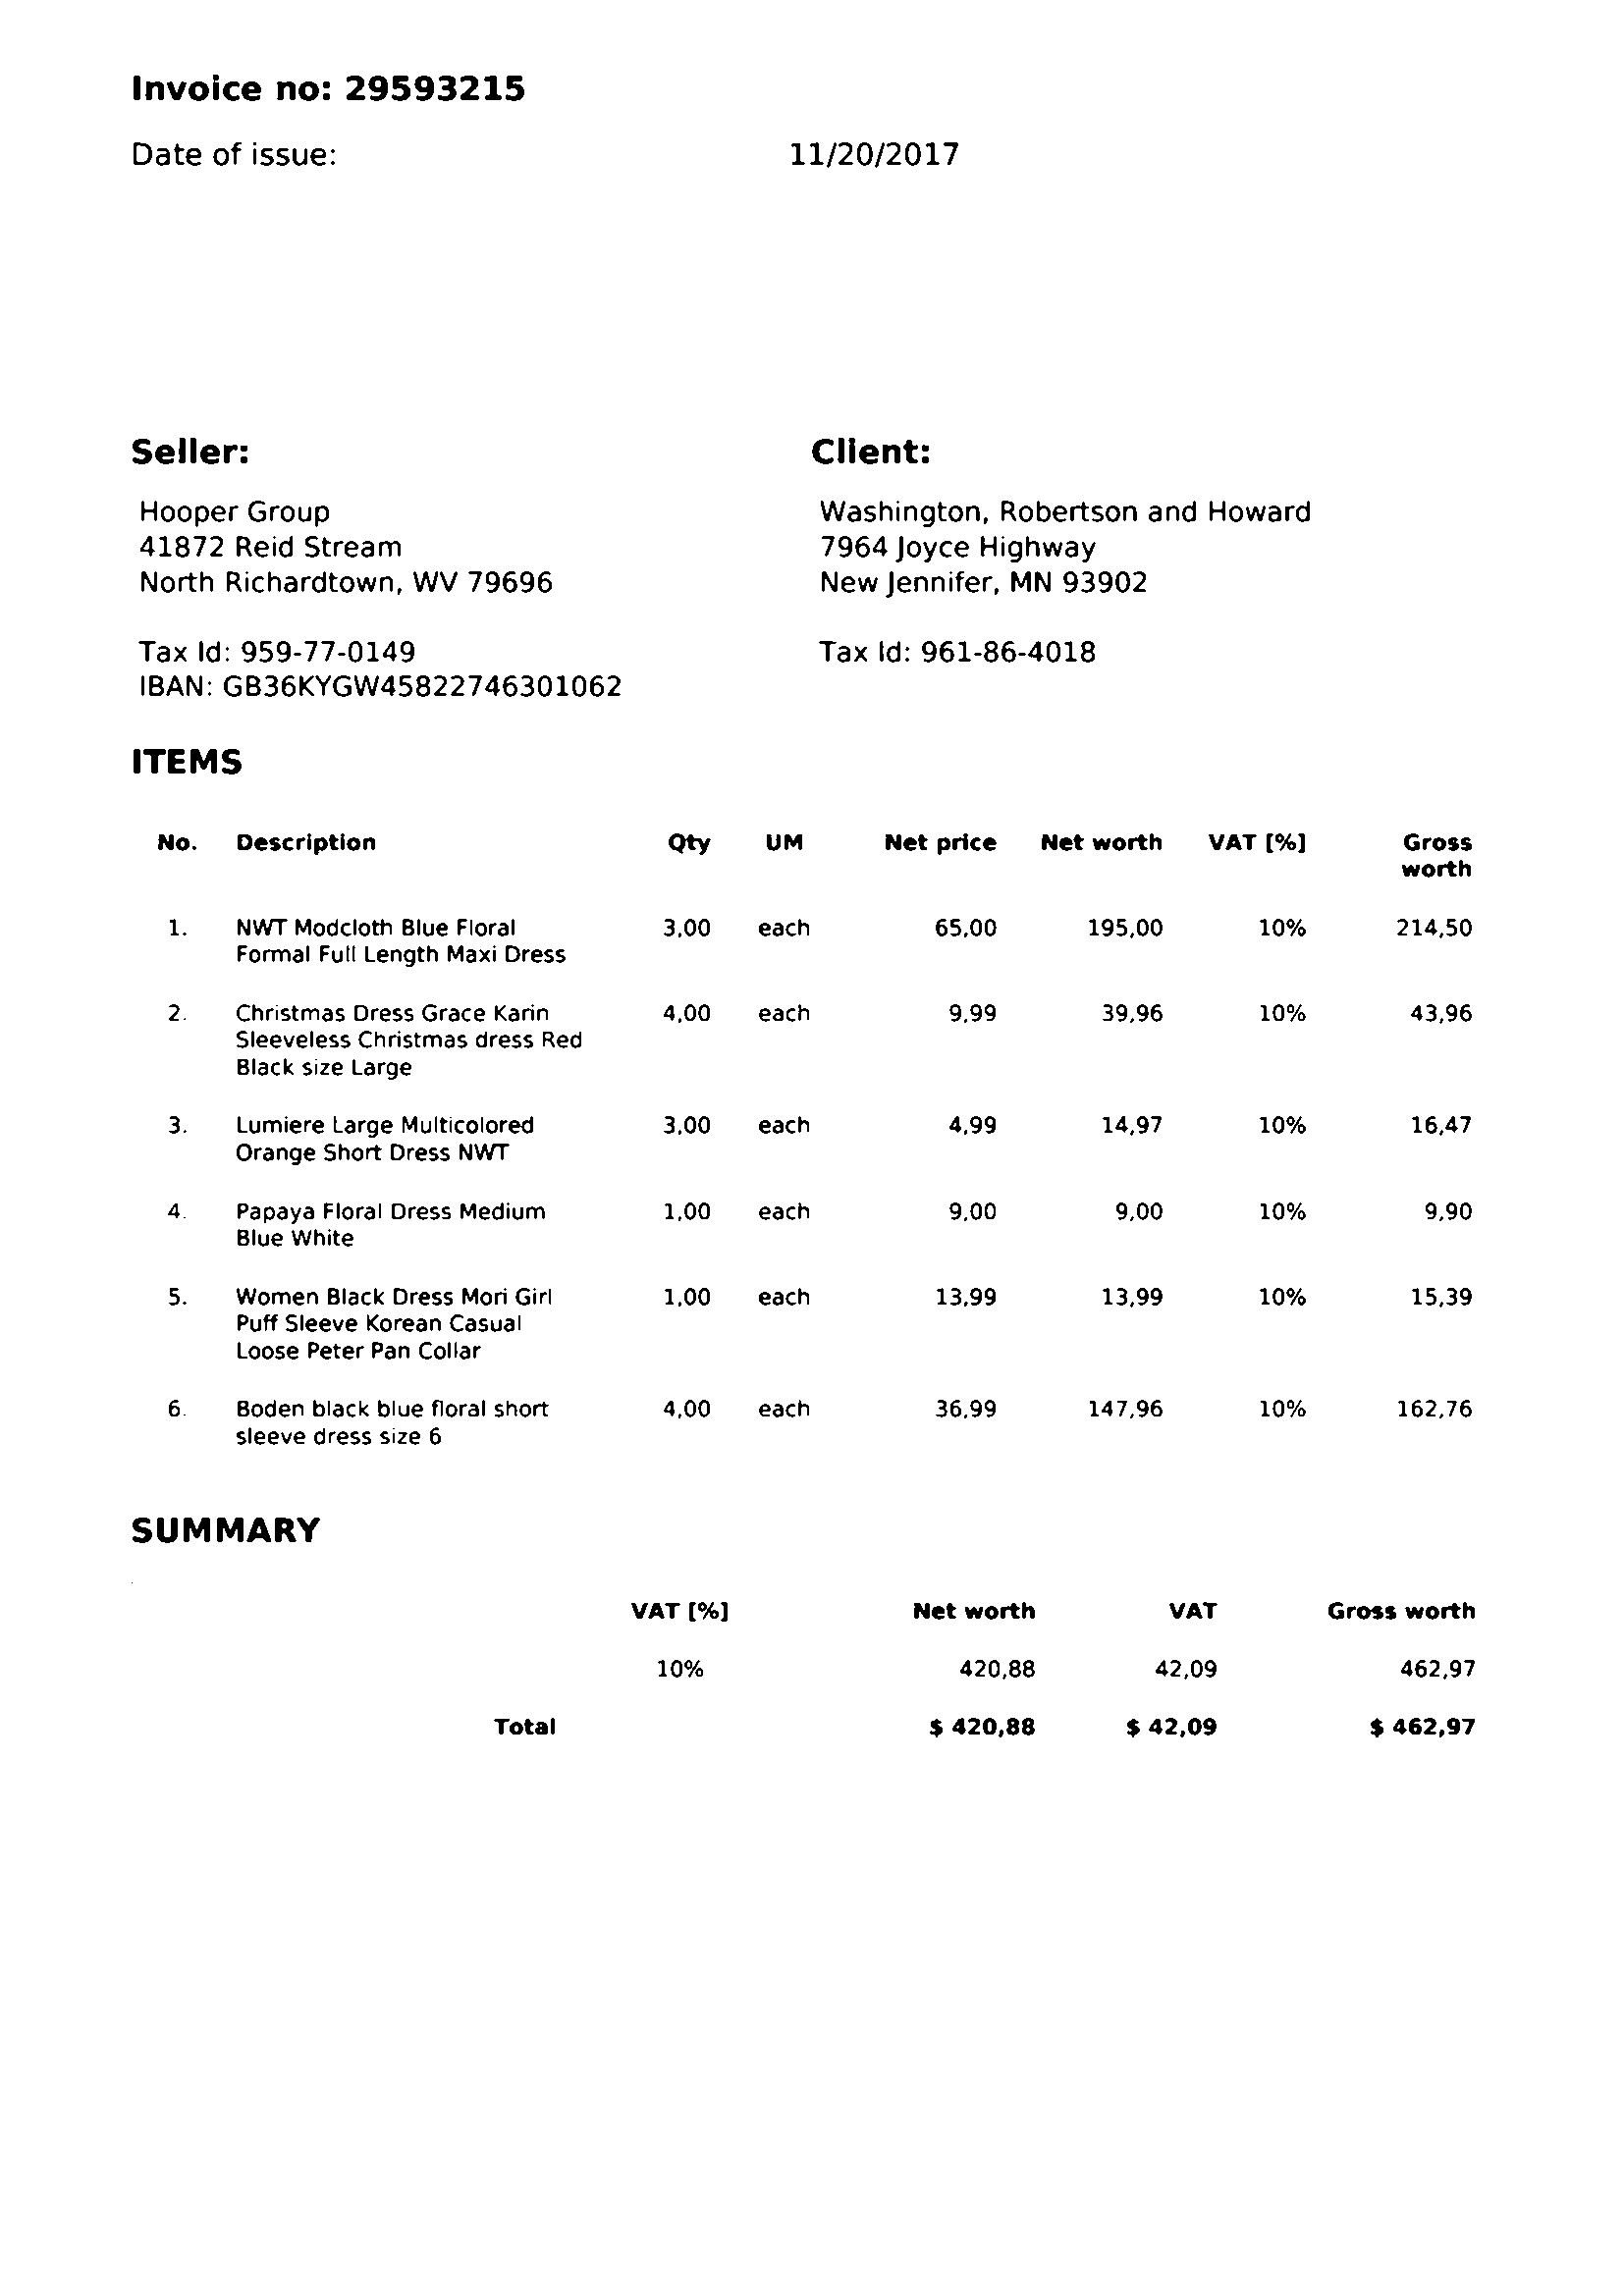 Invoice no: 29593215
Date of issue: 11/20/2017
Seller: Client:
Hooper Group Washington, Robertson and Howard
41872 Reid Stream 7964 Joyce Highway
North Richardtown, WV 79696 New Jennifer, MN 93902
Tax Id: 959-77-0149 Tax Id: 961-86-4018
IBAN: GB36KYGW45822746301062
ITEMS
No. Description Qty UM Net price Net worth VAT [%] Gross
worth
1. NWT Modcloth Blue Floral 3,00 each 65,00 195,00 10% 214,50
Formal Full Length Maxi Dress
2. Christmas Dress Grace Karin 4,00 each 9,99 39,96 10% 43,96
Sleeveless Christmas dress Red
Black size Large
3. Lumiere Large Multicolored 3,00 each 4,99 14,97 10% 16,47
Orange Short Dress NWT
4. Papaya Floral Dress Medium 1,00 each 9,00 9,00 10% 9,90
Blue White
5. Women Black Dress Mori Girl 1,00 each 13,99 13,99 10% 15,39
Puff Sleeve Korean Casual
Loose Peter Pan Collar
6. Boden black blue floral short 4,00 each 36,99 147,96 10% 162,76
sleeve dress size 6
SUMMARY
VAT [%] Net worth VAT Gross worth
10% 420,88 42,09 462,97
Total $ 420,88 $ 42,09 $ 462,97